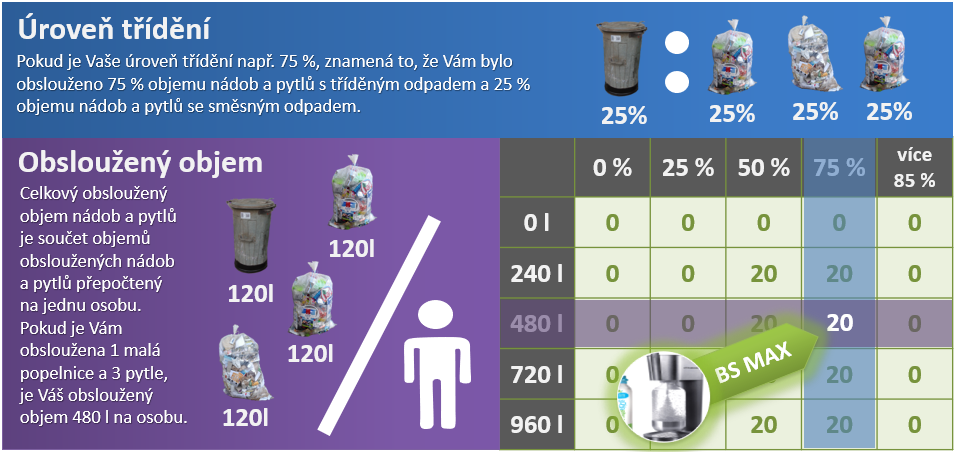 Úroveň třídění
Pokud je Vaše úroveň třídění např. 75 %, znamená to, že Vám bylo
obslouženo 75 % objemu nádob a pytlů s tříděným odpadem a 25 %
objemu nádob a pytlů se směsným odpadem.
25%
25%
25%
25%
Obsloužený objem
Celkový obsloužený
objem nádob a pytlů
je součet objemů
obsloužených nádob
a pytlů přepočtený
na jednu osobu.
Pokud je Vám
obsloužena 1 malá
popelnice a 3 pytle,
je Váš obsloužený
objem 480 l na osobu.
120l
120l
120l
120l
0 % 25 % 50 % 75 % více
85 %
0 l 0 0 0 0 0
240 l 0 0 20 20 0
480 l 0 0 20 20 0
720 l 0 20 0
960 l 0 20 20 0
BS MAX